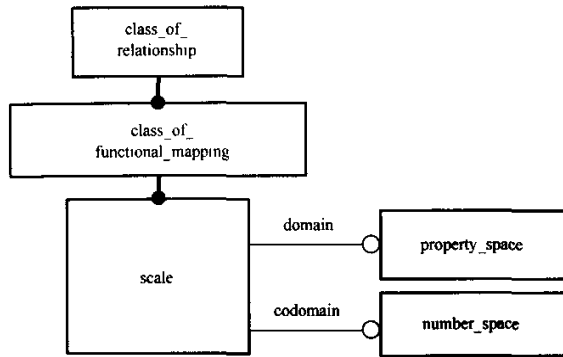 class_of_
relationship
class_of_
functional_mapping
domain
property_space
scale
codomain
number_space